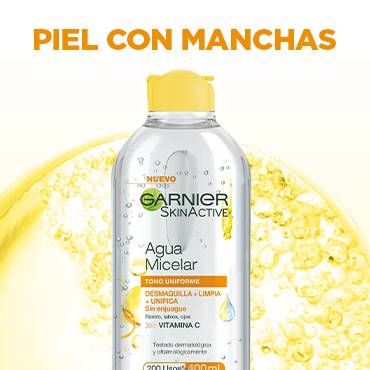 PIEL CON MANCHAS
NUEVO
GARNIER
SKINACTIVE
Agua
Micelar
TONO UNIFORME
DESMAQUILLA + LIMPIA
+ UNIFICA
Sin enjuague
Rostro, labios, ojos
VITAMINA C
Testado dermatológica
y oftalmológicamente
200 Usos* 400 ml